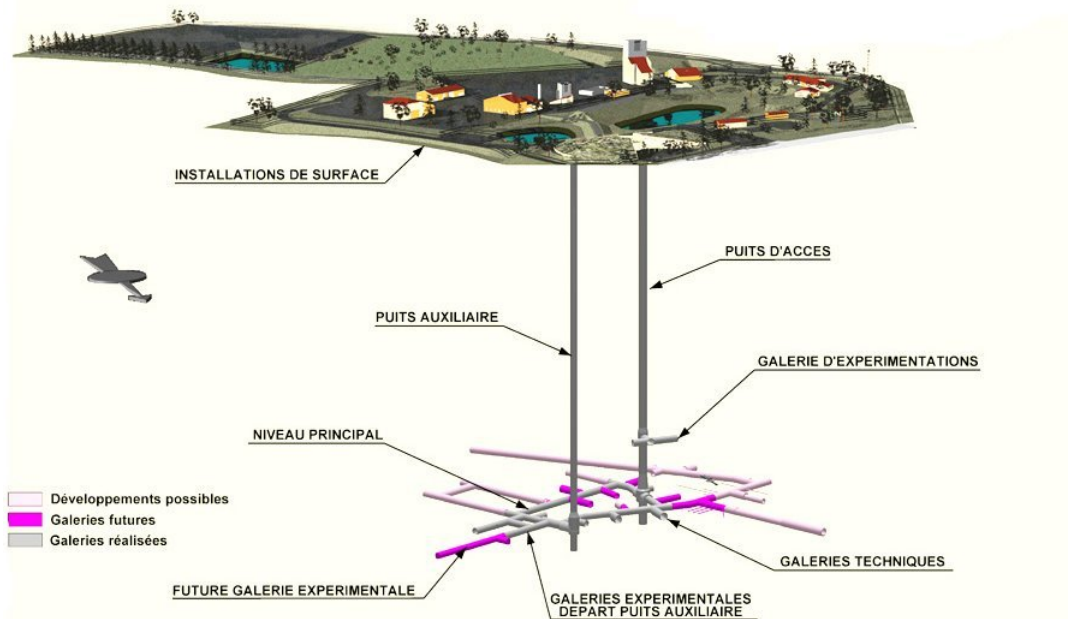 INSTALLATIONS DE SURFACE
PUITS D'ACCES
PUITS AUXILIAIRE
GALERIE D'EXPERIMENTATIONS
NIVEAU PRINCIPAL
Développements possibles
Galeries futures
Galeries réalisées
GALERIES TECHNIQUES
FUTURE GALERIE EXPERIMENTALE
GALERIES EXPERIMENTALES
DEPART PUITS AUXILIAIRE